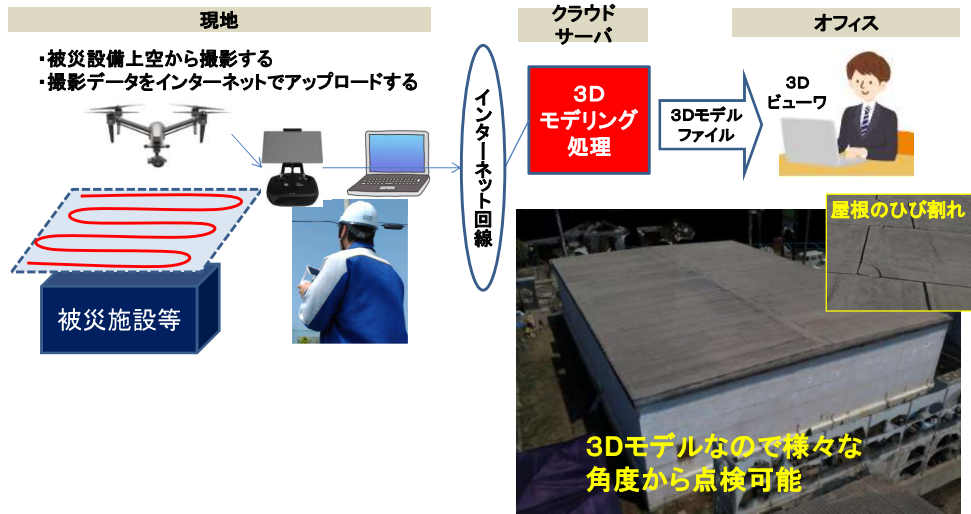 現地
・被災設備上空から撮影する
・撮影データをインターネットでアップロードする
被災施設等
インターネット回線
クラウド
サーバ
3D
モデリング
処理
3Dモデル
ファイル
オフィス
3D
ビューワ
屋根のひび割れ
3Dモデルなので様々な
角度から点検可能